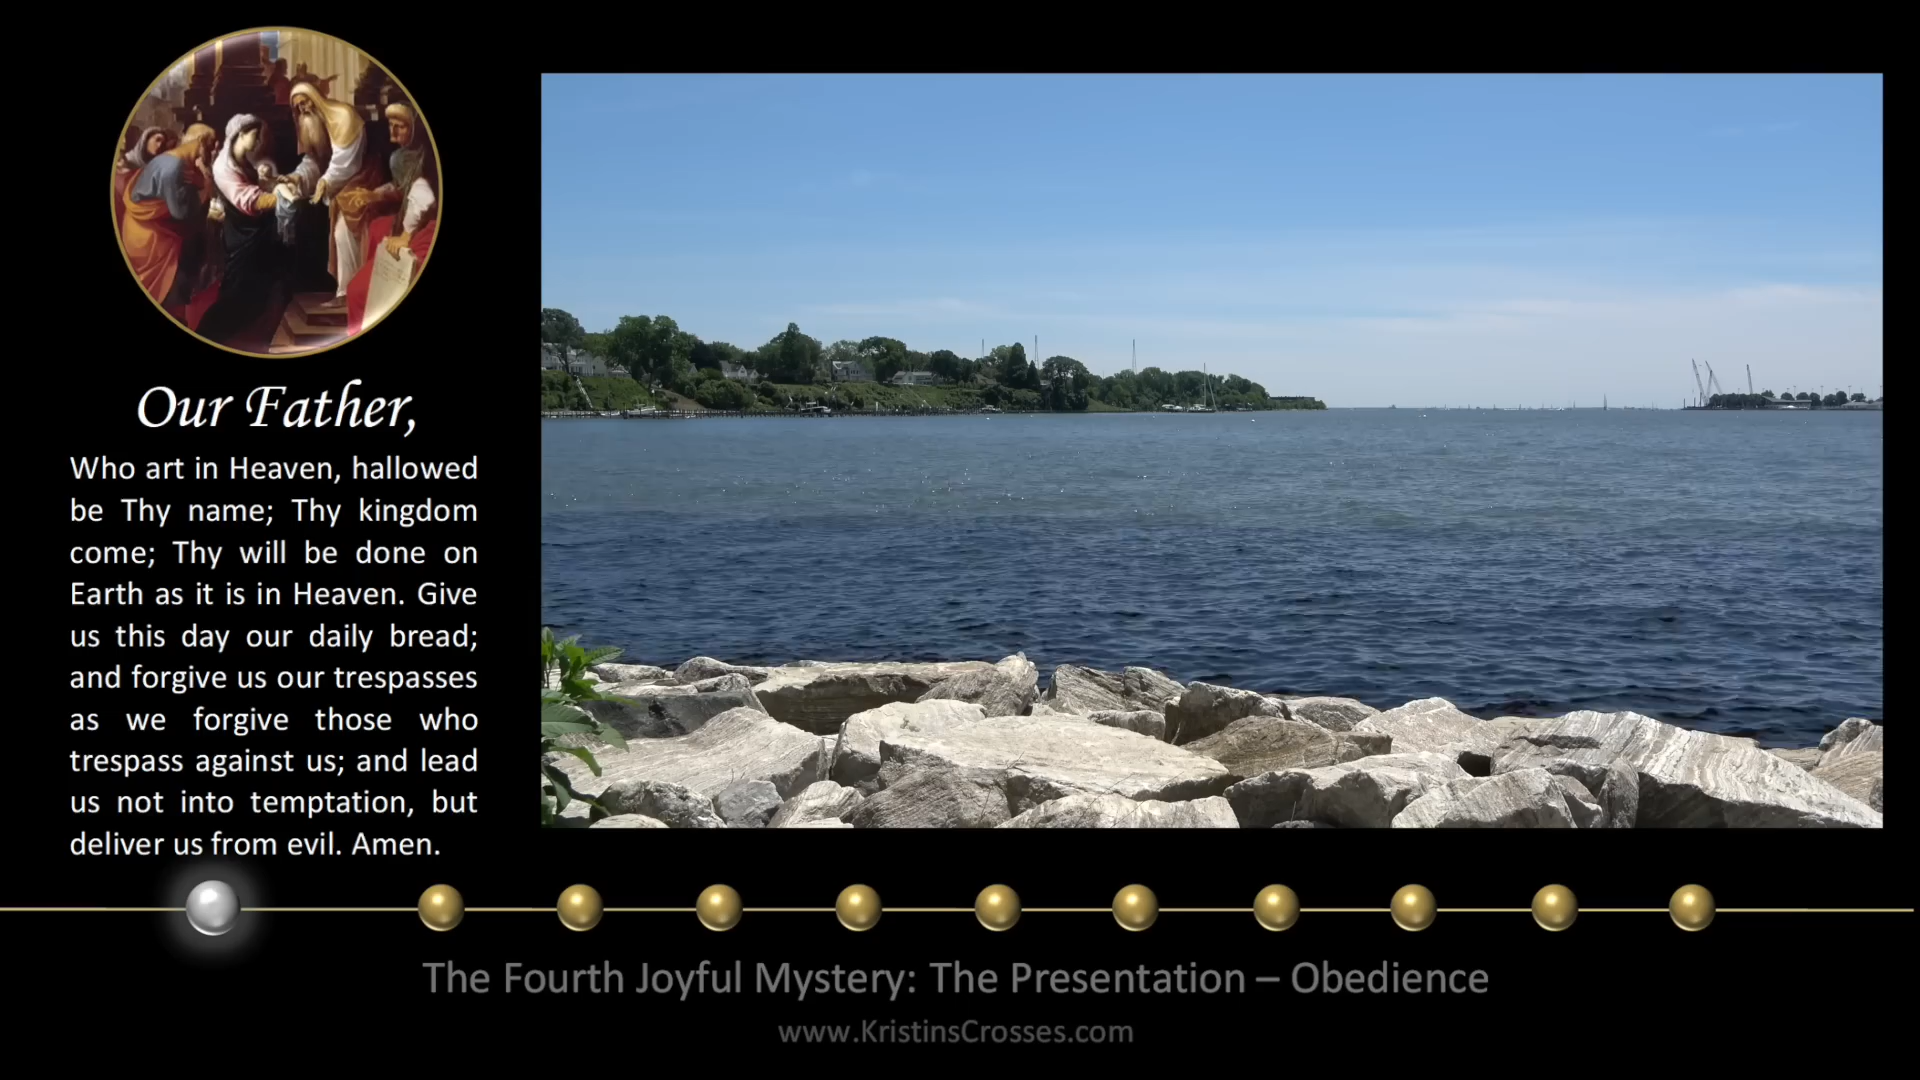 Our Father,
Who art in Heaven, hallowed
be Thy name; Thy kingdom
come; Thy will be done on
Earth as it is in Heaven. Give
us this day our daily bread;
and forgive us our trespasses
as we forgive those who
trespass against us; and lead
us not into temptation, but
deliver us from evil. Amen.
The Fourth Joyful Mystery: The Presentation – Obedience
www.KristinsCrosses.com